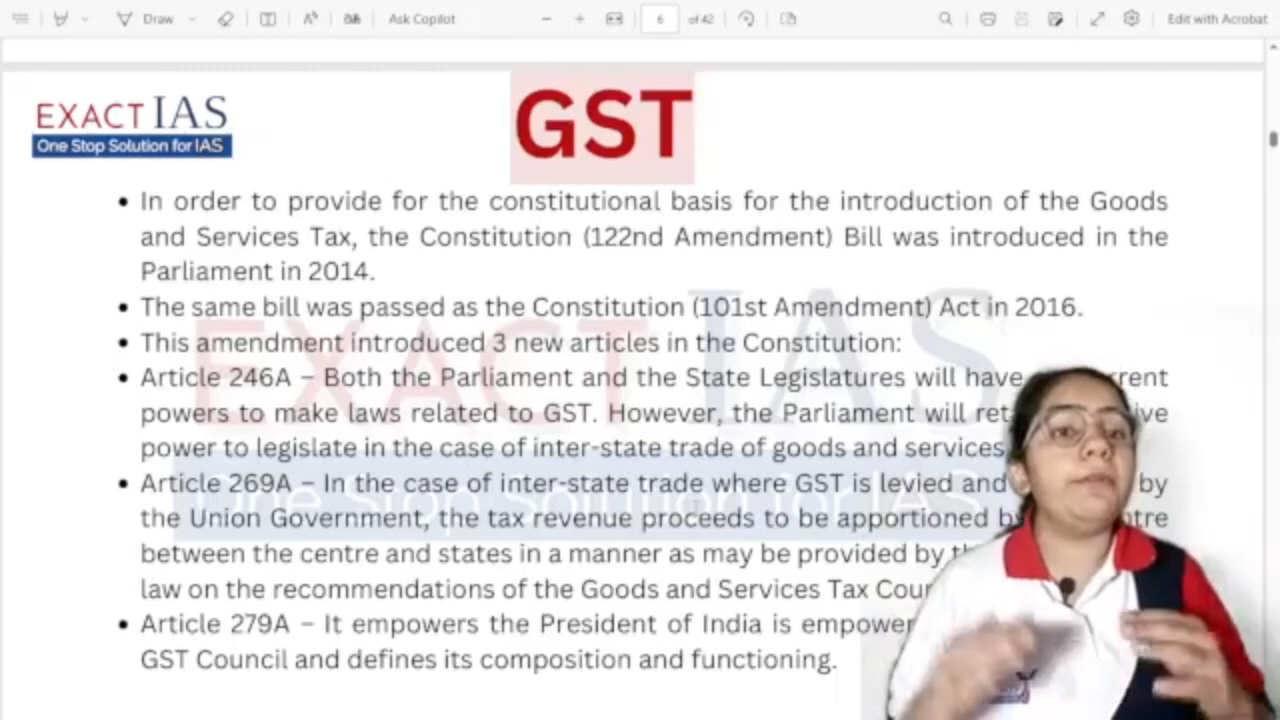 Draw
Ask Copilot
6 of 42
Edit with Acrobat
EXACT IAS
One Stop Solution for IAS
GST
• In order to provide for the constitutional basis for the introduction of the Goods
and Services Tax, the Constitution (122nd Amendment) Bill was introduced in the
Parliament in 2014.
• The same bill was passed as the Constitution (101st Amendment) Act in 2016.
• This amendment introduced 3 new articles in the Constitution:
• Article 246A – Both the Parliament and the State Legislatures will have
powers to make laws related to GST. However, the Parliament will
power to legislate in the case of inter-state trade of goods and services
• Article 269A – In the case of inter-state trade where GST is levied and by
the Union Government, the tax revenue proceeds to be apportioned
between the centre and states in a manner as may be provided by
law on the recommendations of the Goods and Services Tax
• Article 279A – It empowers the President of India is
GST Council and defines its composition and functioning.
EXACT IAS
One Stop Solution for IAS